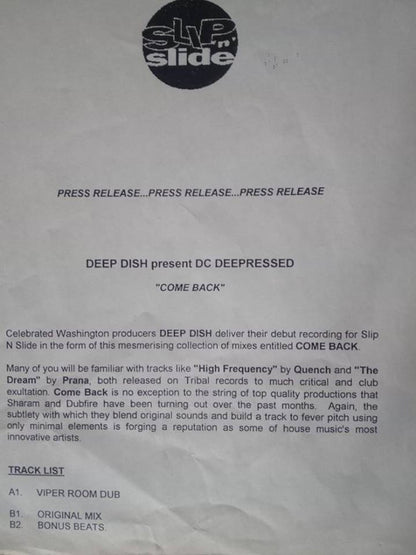 SLIP
'n'
slide
PRESS RELEASE...PRESS RELEASE...PRESS RELEASE
DEEP DISH present DC DEEPRESSED
"COME BACK"
Celebrated Washington producers DEEP DISH deliver their debut recording for Slip
N Slide in the form of this mesmerising collection of mixes entitled COME BACK.
Many of you will be familiar with tracks like "High Frequency" by Quench and "The
Dream" by Prana, both released on Tribal records to much critical and club
exultation. Come Back is no exception to the string of top quality productions that
Sharam and Dubfire have been turning out over the past months. Again, the
subtlety with which they blend original sounds and build a track to fever pitch using
only minimal elements is forging a reputation as some of house music's most
innovative artists.
TRACK LIST
A1. VIPER ROOM DUB
B1. ORIGINAL MIX
B2. BONUS BEATS.